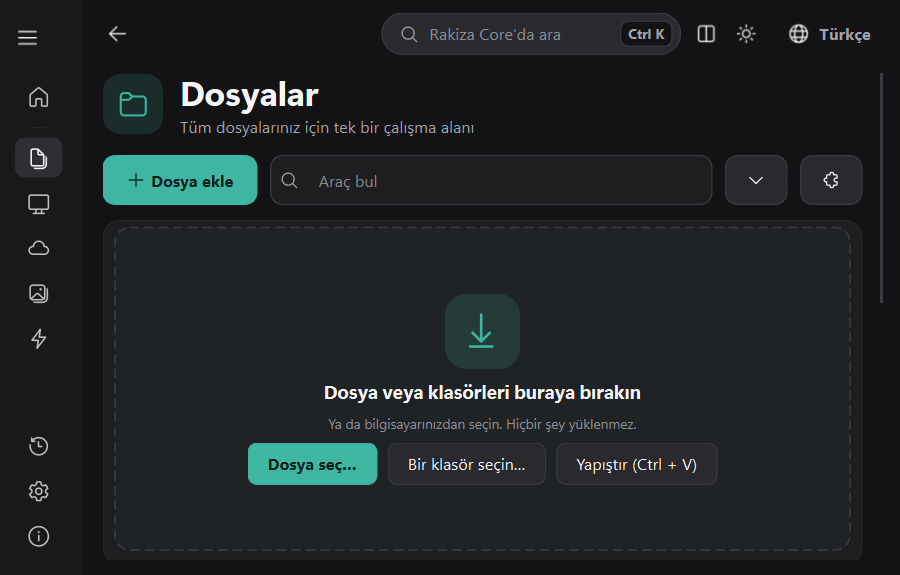 Rakiza Core'da ara
Ctrl K
Türkçe
Dosyalar
Tüm dosyalarınız için tek bir çalışma alanı
Dosya ekle
Araç bul
Dosya veya klasörleri buraya bırakın
Ya da bilgisayarınızdan seçin. Hiçbir şey yüklenmez.
Dosya seç...
Bir klasör seçin...
Yapıştır (Ctrl + V)